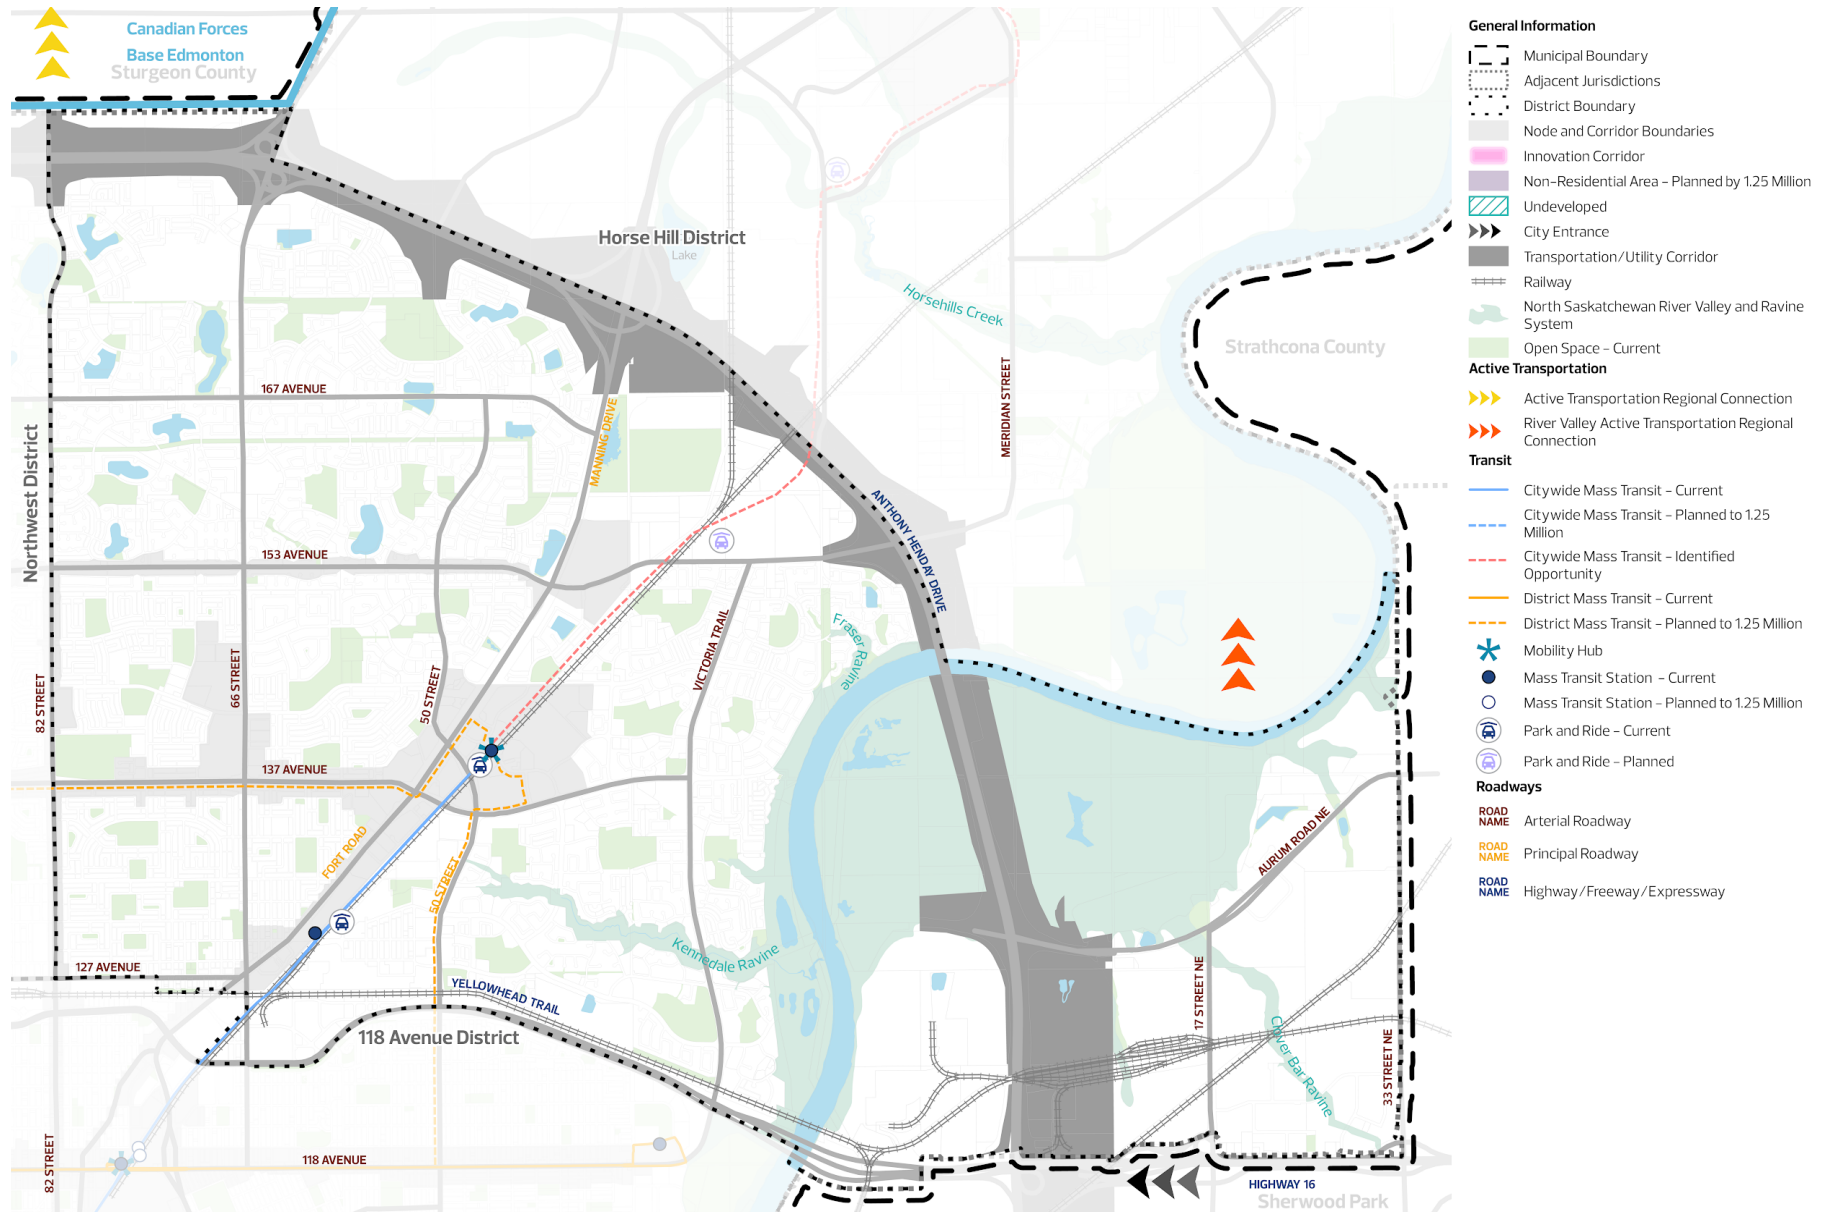 Canadian Forces
Base Edmonton
Sturgeon County
Horse Hill District
Lake
Horsehills Creek
Strathcona County
MERIDIAN STREET
167 AVENUE
MANNING DRIVE
Northwest District
ANTHONY HENDAY DRIVE
153 AVENUE
Fraser Ravine
VICTORIA TRAIL
66 STREET
50 STREET
82 STREET
137 AVENUE
FORT ROAD
50 STREET
AURUM ROAD NE
Kennedale Ravine
127 AVENUE
YELLOWHEAD TRAIL
17 STREET NE
118 Avenue District
Clover Bar Ravine
33 STREET NE
82 STREET
118 AVENUE
HIGHWAY 16
Sherwood Park
General Information
Municipal Boundary
Adjacent Jurisdictions
District Boundary
Node and Corridor Boundaries
Innovation Corridor
Non-Residential Area - Planned by 1.25 Million
Undeveloped
City Entrance
Transportation/Utility Corridor
Railway
North Saskatchewan River Valley and Ravine
System
Open Space - Current
Active Transportation
Active Transportation Regional Connection
River Valley Active Transportation Regional
Connection
Transit
Citywide Mass Transit - Current
Citywide Mass Transit - Planned to 1.25
Million
Citywide Mass Transit - Identified
Opportunity
District Mass Transit - Current
District Mass Transit - Planned to 1.25 Million
Mobility Hub
Mass Transit Station - Current
Mass Transit Station - Planned to 1.25 Million
Park and Ride - Current
Park and Ride - Planned
Roadways
ROAD
NAME
Arterial Roadway
ROAD
NAME
Principal Roadway
ROAD
NAME
Highway/Freeway/Expressway